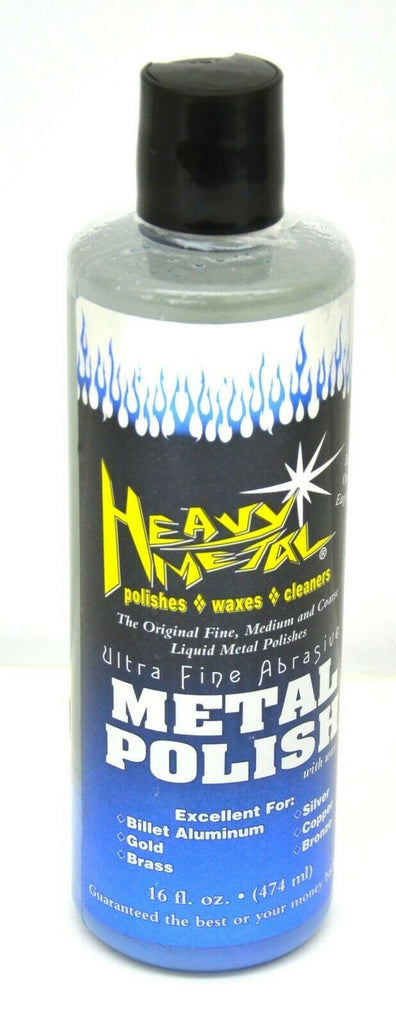 HEAVY
METAL®
polishes ◊ waxes ◊ cleaners
The Original Fine, Medium and Coarse
Liquid Metal Polishes
Ultra Fine Abrasive
METAL
POLISH
with
Excellent For:
◊Billet Aluminum
◊Gold
◊Brass
◊Silver
◊Copper
◊Bronze
16 fl. oz. • (474 ml)
Guaranteed the best or your money